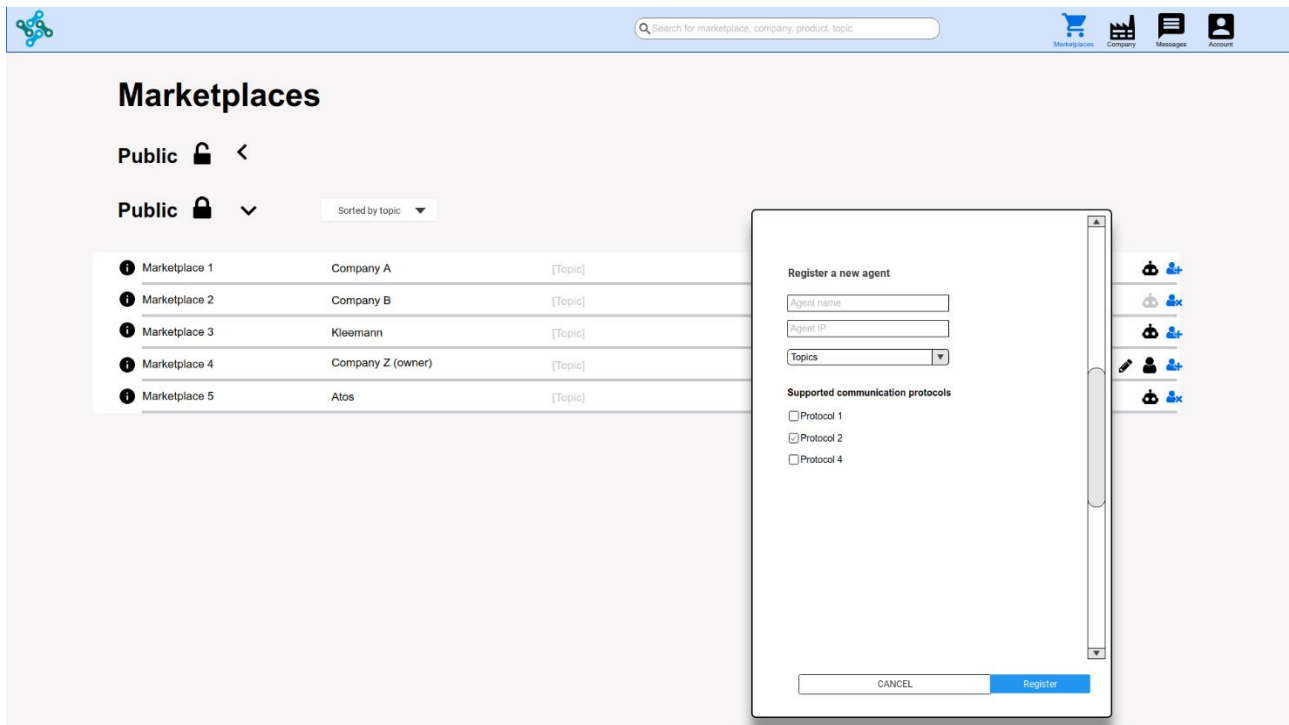 Search for marketplace, company, product, topic
Marketplaces Company Messages Account
Marketplaces
Public
Public Sorted by topic
Marketplace 1 Company A [Topic]
Marketplace 2 Company B [Topic]
Marketplace 3 Kleemann [Topic]
Marketplace 4 Company Z (owner) [Topic]
Marketplace 5 Atos [Topic]
Register a new agent
Agent name
Agent IP
Topics
Supported communication protocols
Protocol 1
Protocol 2
Protocol 4
CANCEL Register